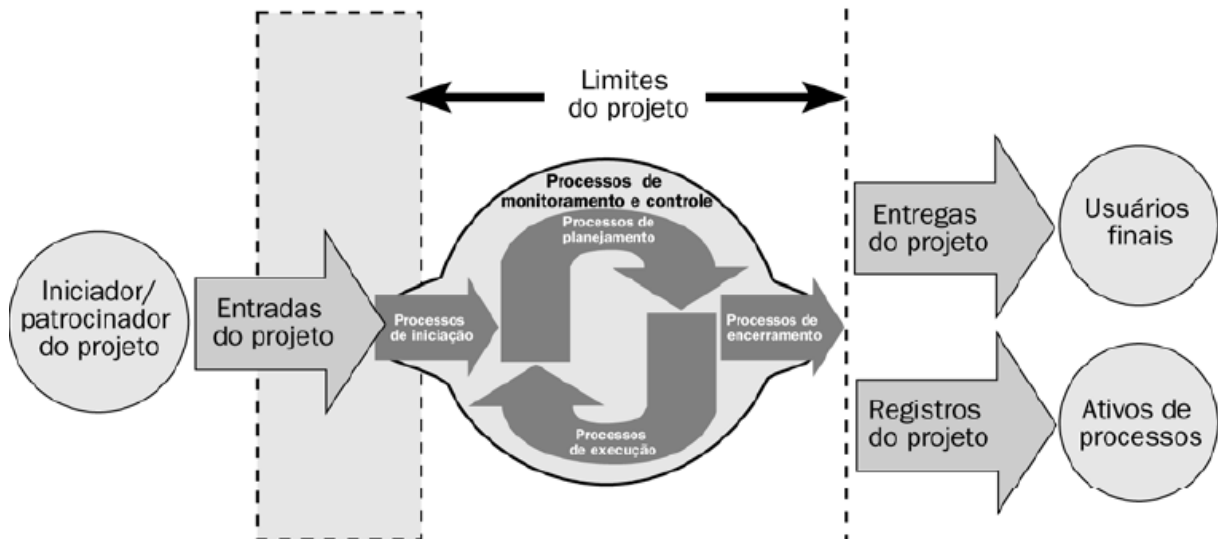 Limites
do projeto
Processos de
monitoramento e controle
Processos de
planejamento
Iniciador/
patrocinador
do projeto
Entradas
do projeto
Processos
de iniciação
Processos de
encerramento
Processos
de execução
Entregas
do projeto
Usuários
finais
Registros
do projeto
Ativos de
processos